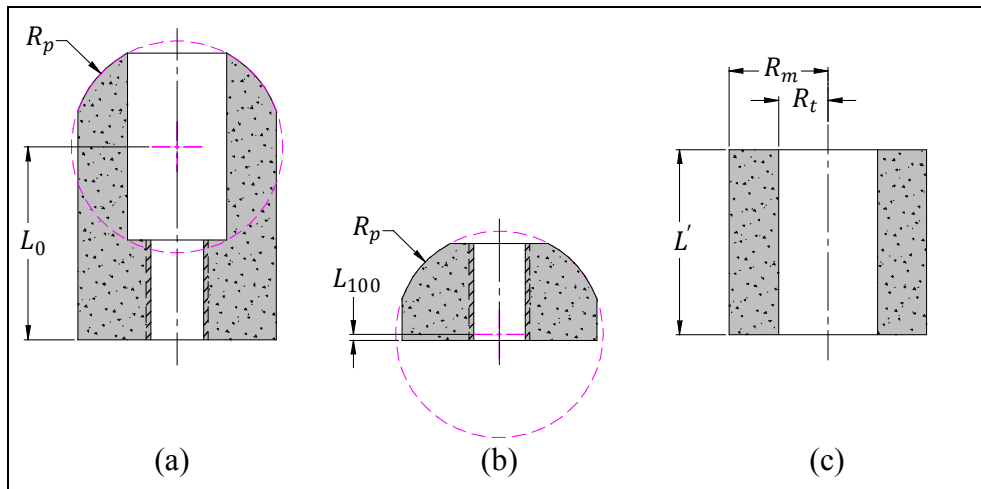 R_p
L_0
(a)
R_p
L_100
(b)
R_m
R_t
L′
(c)